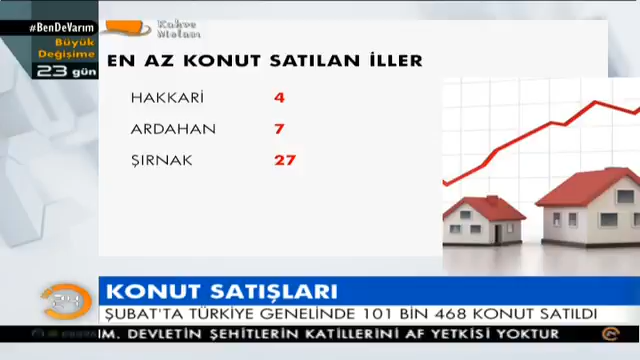 #BenDeVarım
Büyük
Değişime
23 gün
Kahve
Molası
EN AZ KONUT SATILAN İLLER
HAKKARİ 4
ARDAHAN 7
ŞIRNAK 27
24
KONUT SATIŞLARI
ŞUBAT'TA TÜRKİYE GENELİNDE 101 BİN 468 KONUT SATILDI
IM. DEVLETİN ŞEHİTLERİN KATİLLERİNİ AF YETKİSİ YOKTUR